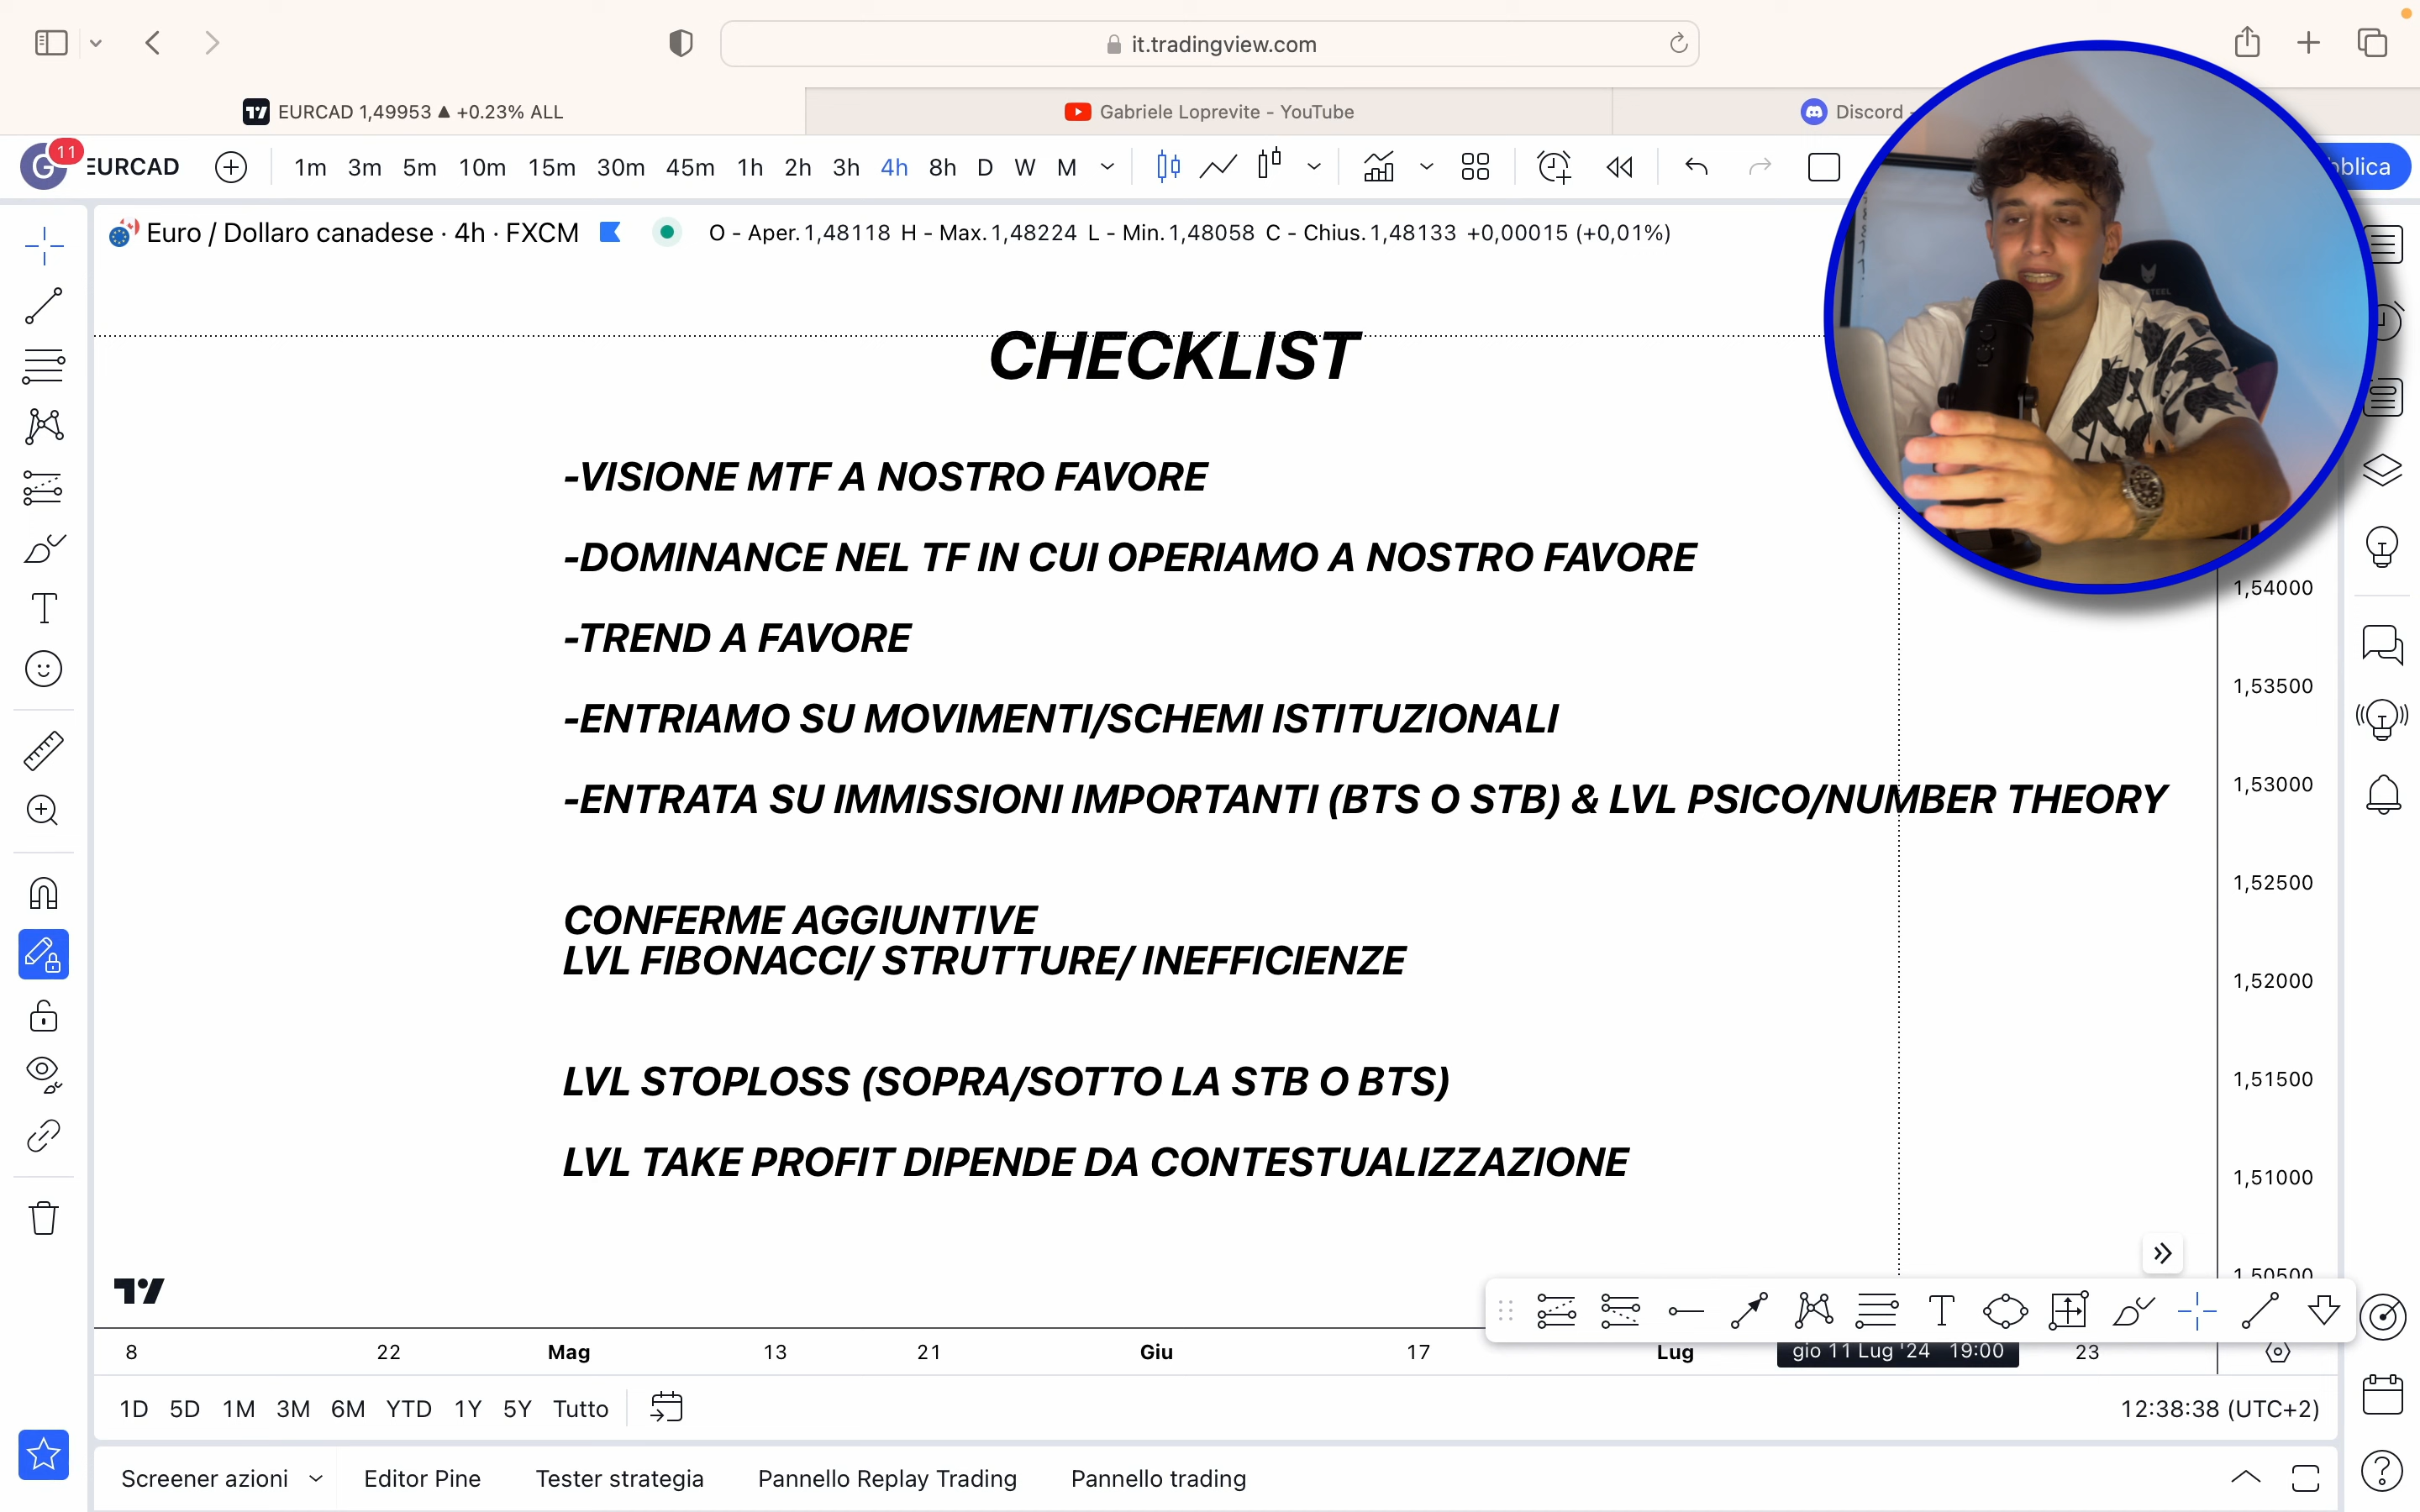 it.tradingview.com
EURCAD 1,49953 ▲ +0.23% ALL
Gabriele Loprevite - YouTube
Discord
G
11
EURCAD
1m 3m 5m 10m 15m 30m 45m 1h 2h 3h 4h 8h D W M
Euro / Dollaro canadese · 4h · FXCM
O - Aper. 1,48118 H - Max. 1,48224 L - Min. 1,48058 C - Chius. 1,48133 +0,00015 (+0,01%)
CHECKLIST
-VISIONE MTF A NOSTRO FAVORE
-DOMINANCE NEL TF IN CUI OPERIAMO A NOSTRO FAVORE
-TREND A FAVORE
-ENTRIAMO SU MOVIMENTI/SCHEMI ISTITUZIONALI
-ENTRATA SU IMMISSIONI IMPORTANTI (BTS O STB) & LVL PSICO/NUMBER THEORY
CONFERME AGGIUNTIVE
LVL FIBONACCI/ STRUTTURE/ INEFFICIENZE
LVL STOPLOSS (SOPRA/SOTTO LA STB O BTS)
LVL TAKE PROFIT DIPENDE DA CONTESTUALIZZAZIONE
1,54000
1,53500
1,53000
1,52500
1,52000
1,51500
1,51000
1,50500
8 22 Mag 13 21 Giu 17 Lug gio 11 Lug '24 19:00 23
1D 5D 1M 3M 6M YTD 1Y 5Y Tutto
12:38:38 (UTC+2)
Screener azioni Editor Pine Tester strategia Pannello Replay Trading Pannello trading